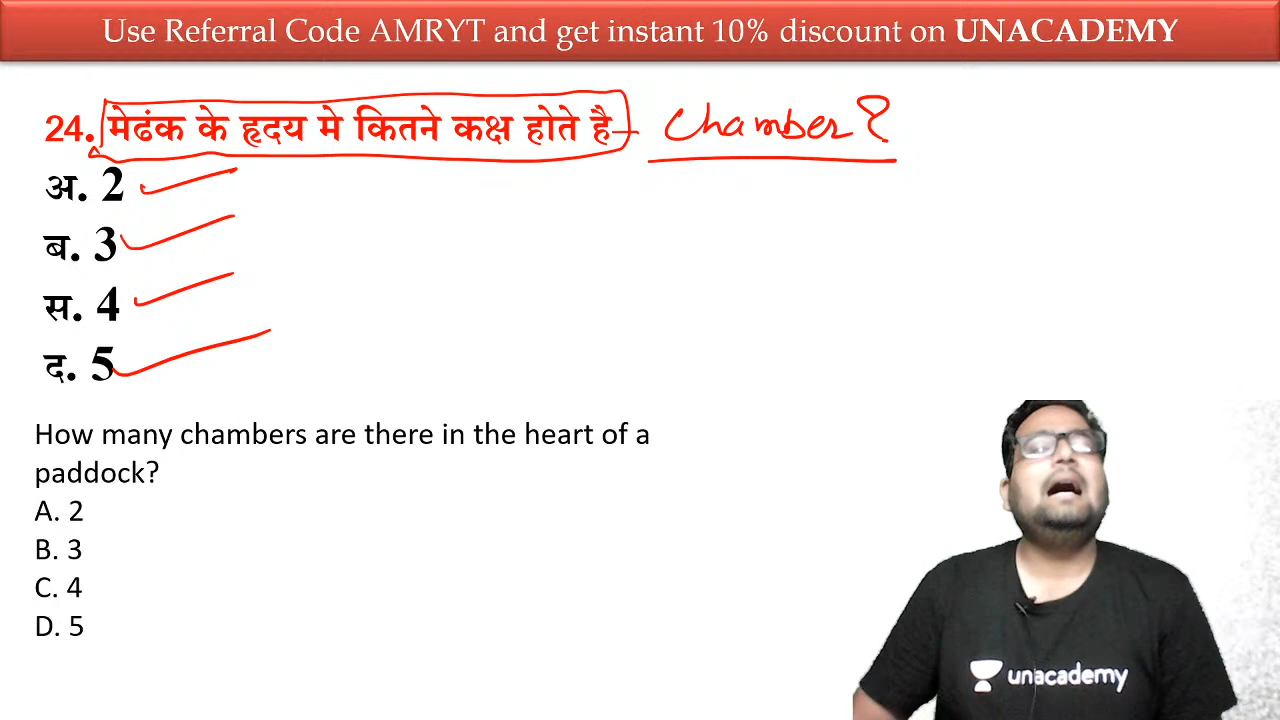 Use Referral Code AMRYT and get instant 10% discount on UNACADEMY
24. मेढंक के हृदय मे कितने कक्ष होते है- chamber?
अ. 2
ब. 3
स. 4
द. 5
How many chambers are there in the heart of a
paddock?
A. 2
B. 3
C. 4
D. 5
unacademy